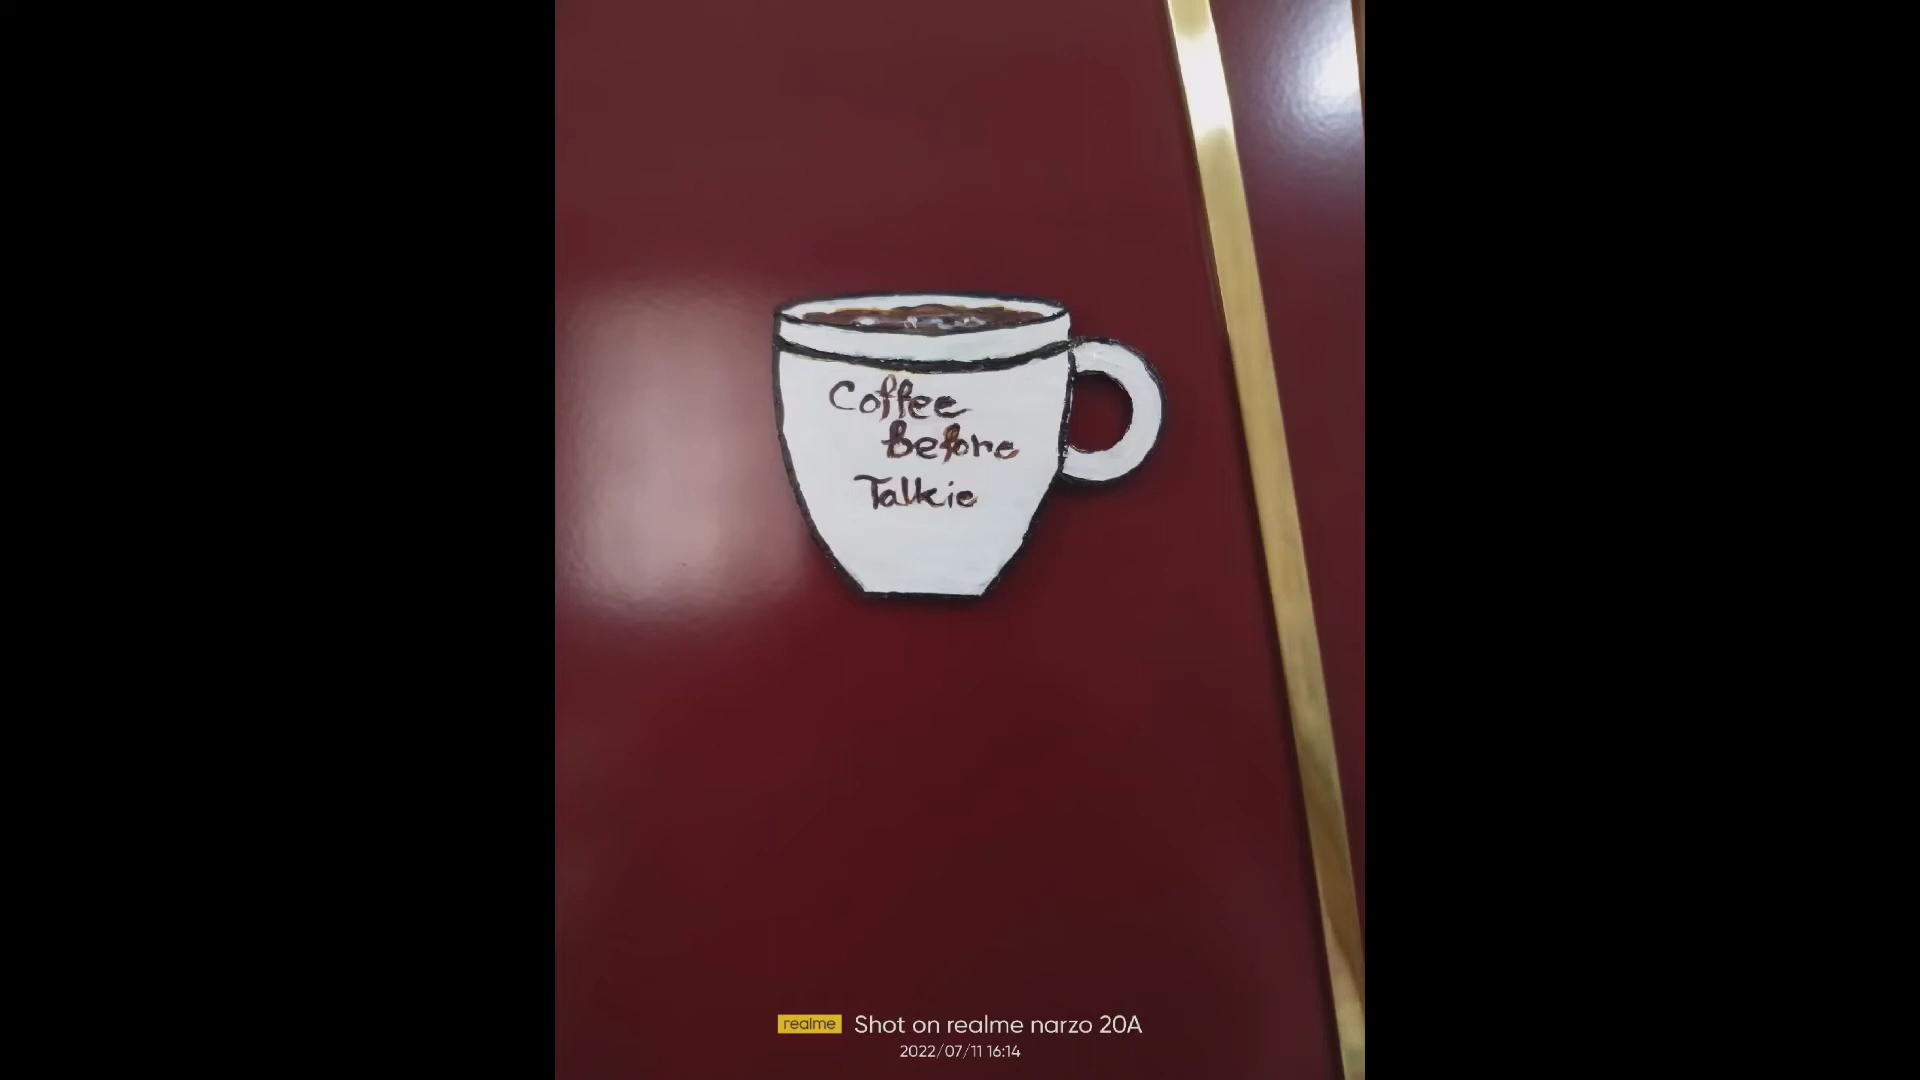 Coffee
Before
Talkie
realme Shot on realme narzo 20A
2022/07/11 16:14